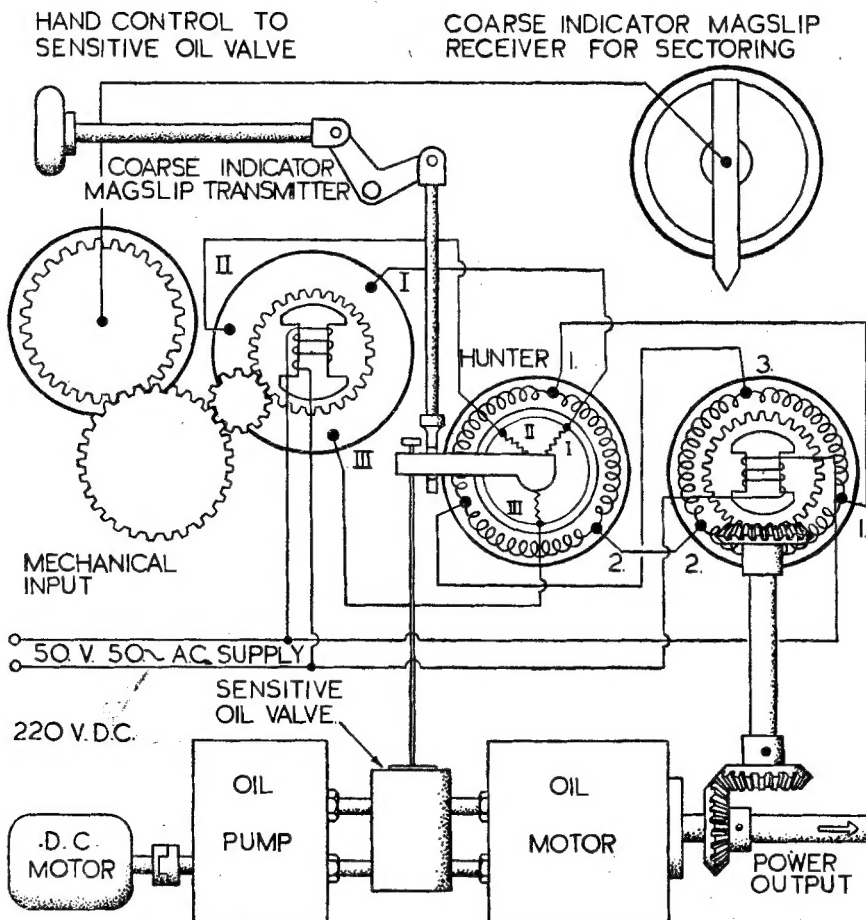 HAND CONTROL TO
SENSITIVE OIL VALVE
COARSE INDICATOR MAGSLIP
RECEIVER FOR SECTORING
COARSE INDICATOR
MAGSLIP TRANSMITTER
II
I
III
HUNTER
1.
II
I
III
2.
3.
2.
1.
MECHANICAL
INPUT
50. V. 50~ A.C. SUPPLY
220 V. D.C.
SENSITIVE
OIL VALVE.
OIL
PUMP
OIL
MOTOR
.D. C.
MOTOR
POWER
OUTPUT